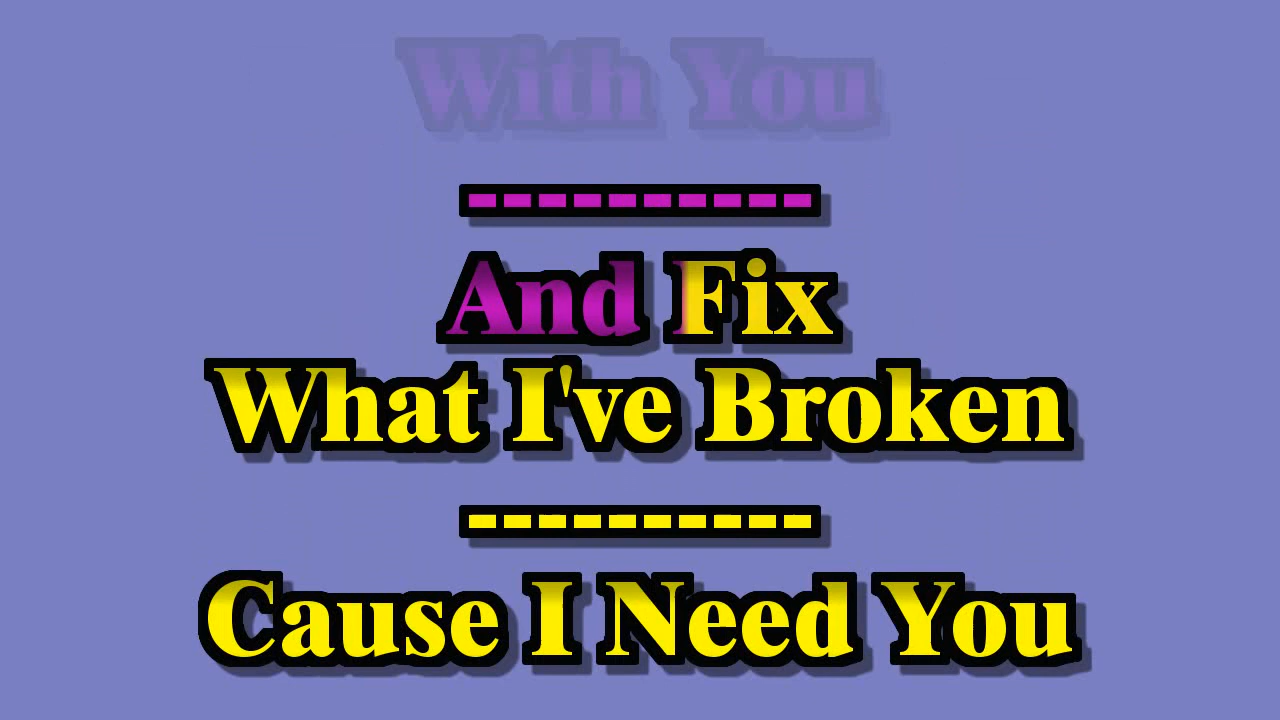 With You
----------
And Fix
What I've Broken
----------
Cause I Need You